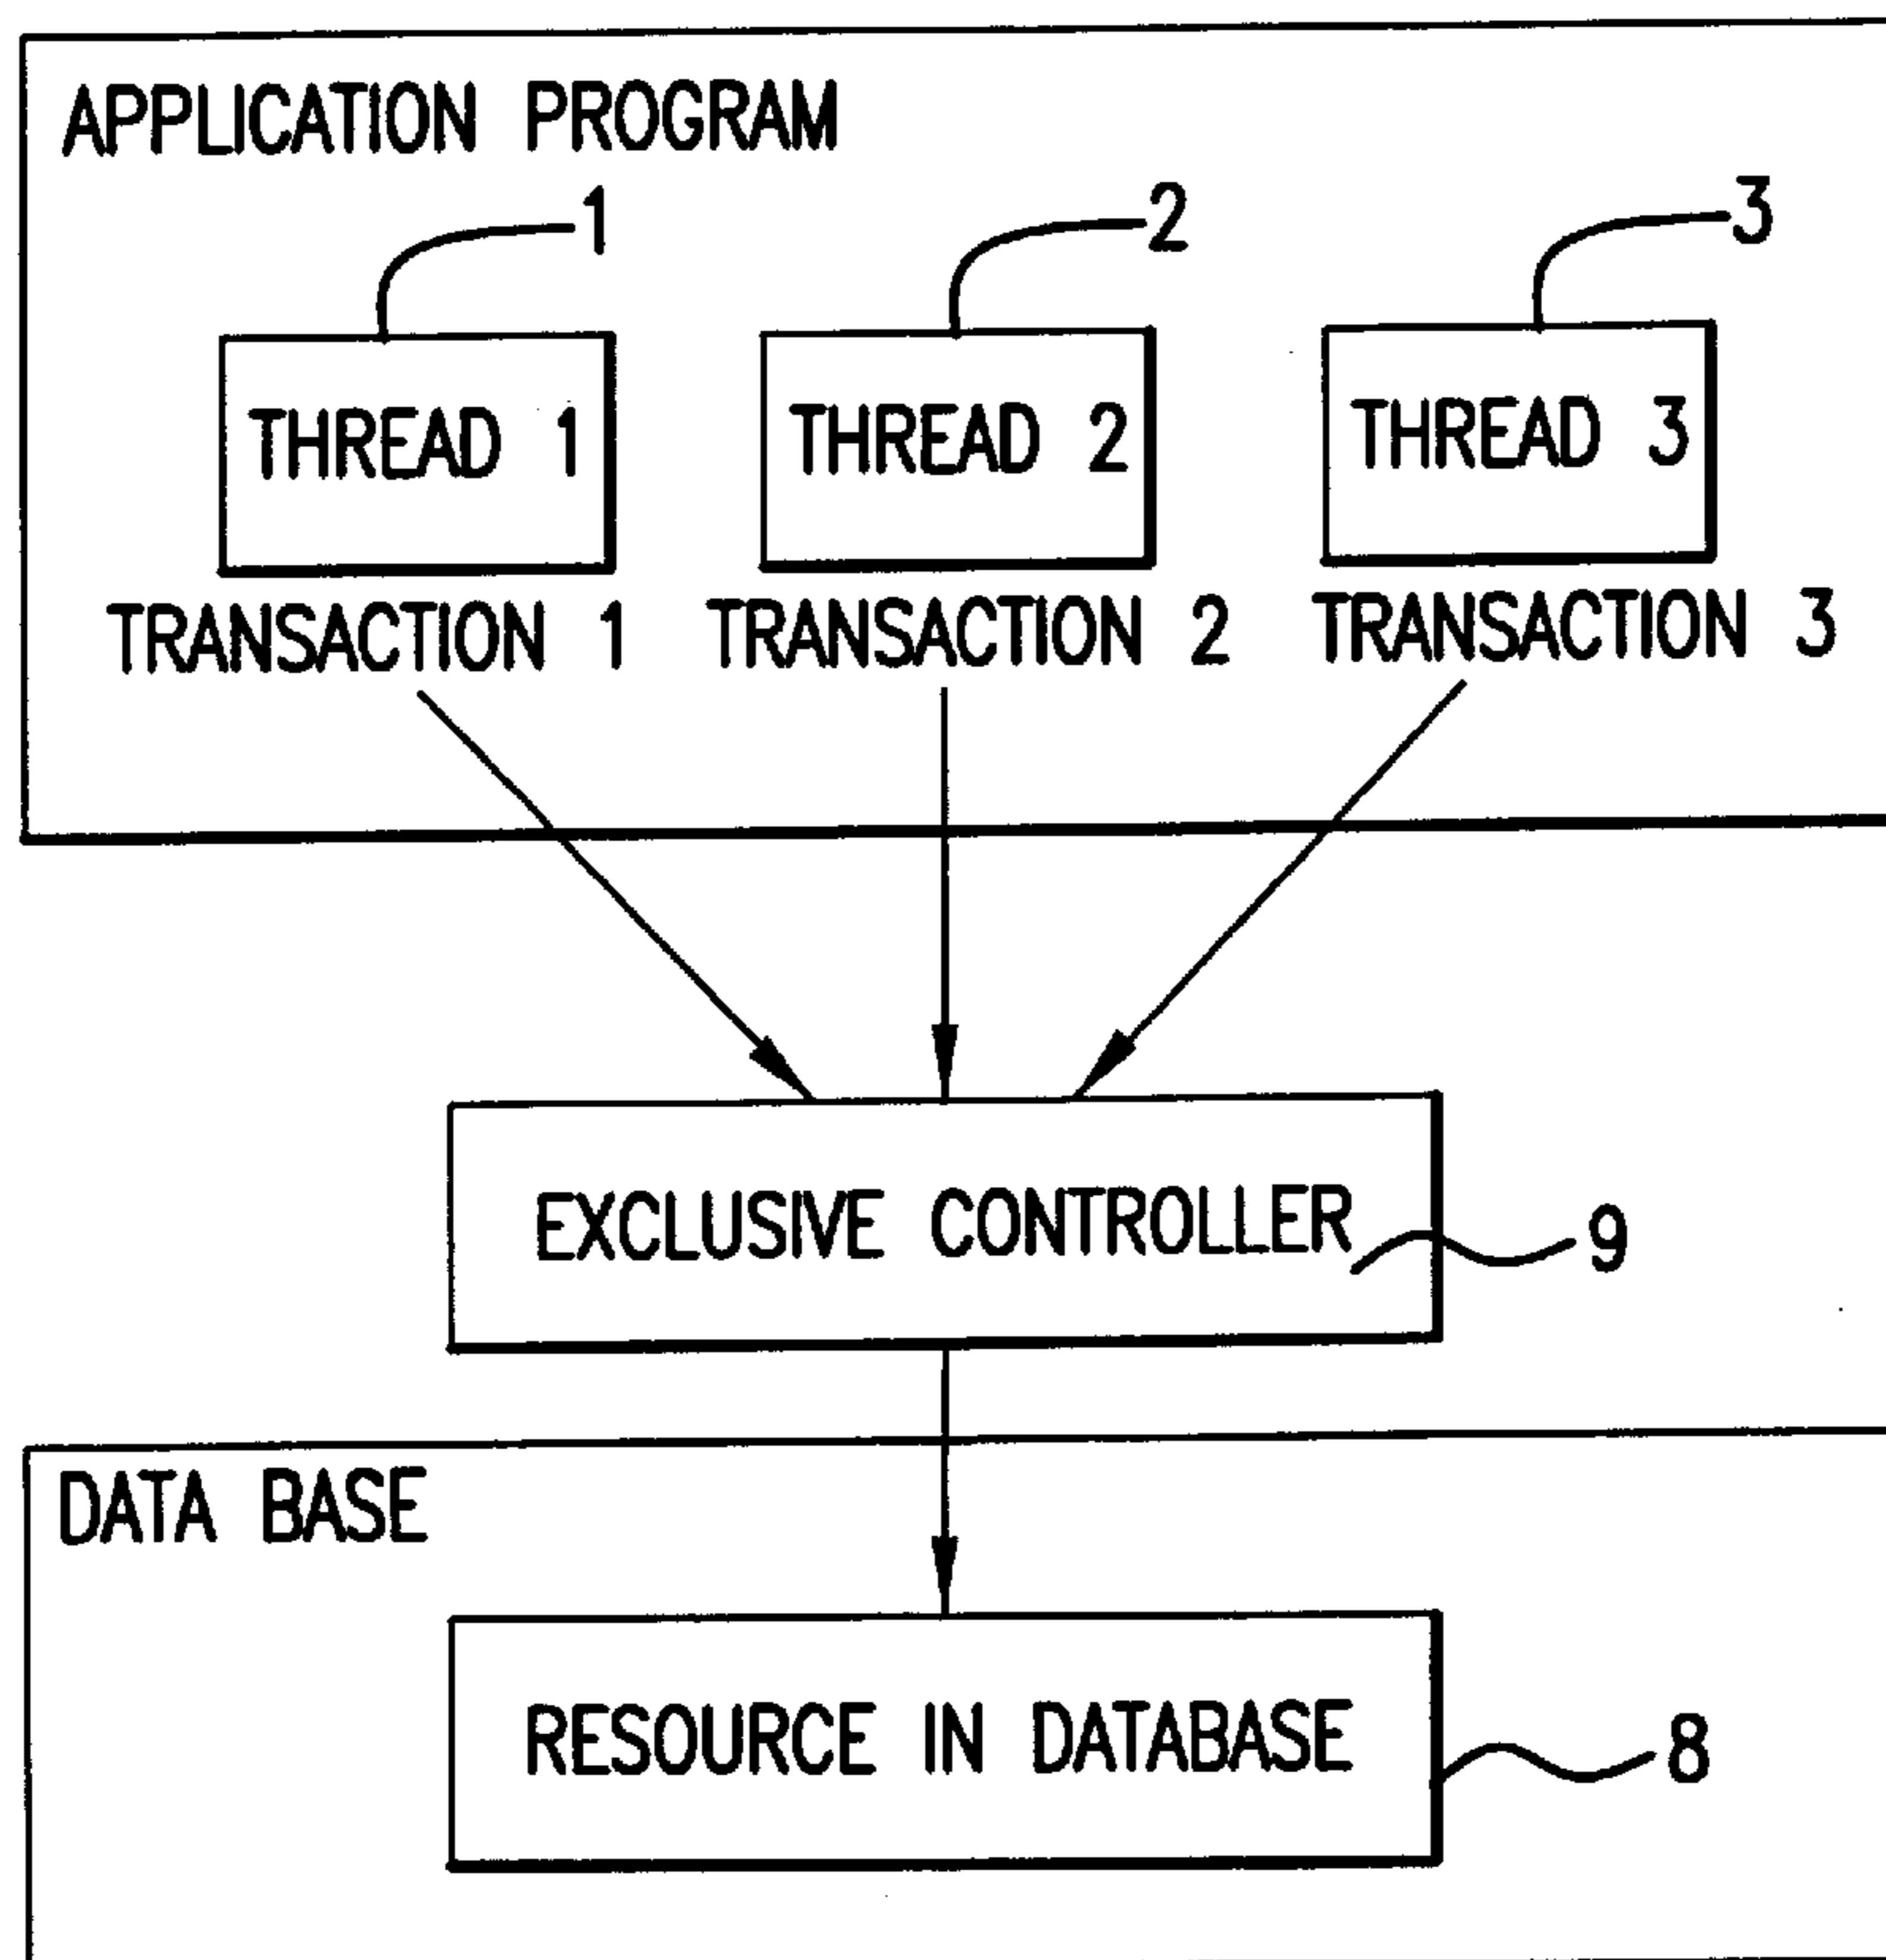 APPLICATION PROGRAM
1 2 3
THREAD 1 THREAD 2 THREAD 3
TRANSACTION 1 TRANSACTION 2 TRANSACTION 3
EXCLUSIVE CONTROLLER 9
DATA BASE
RESOURCE IN DATABASE 8